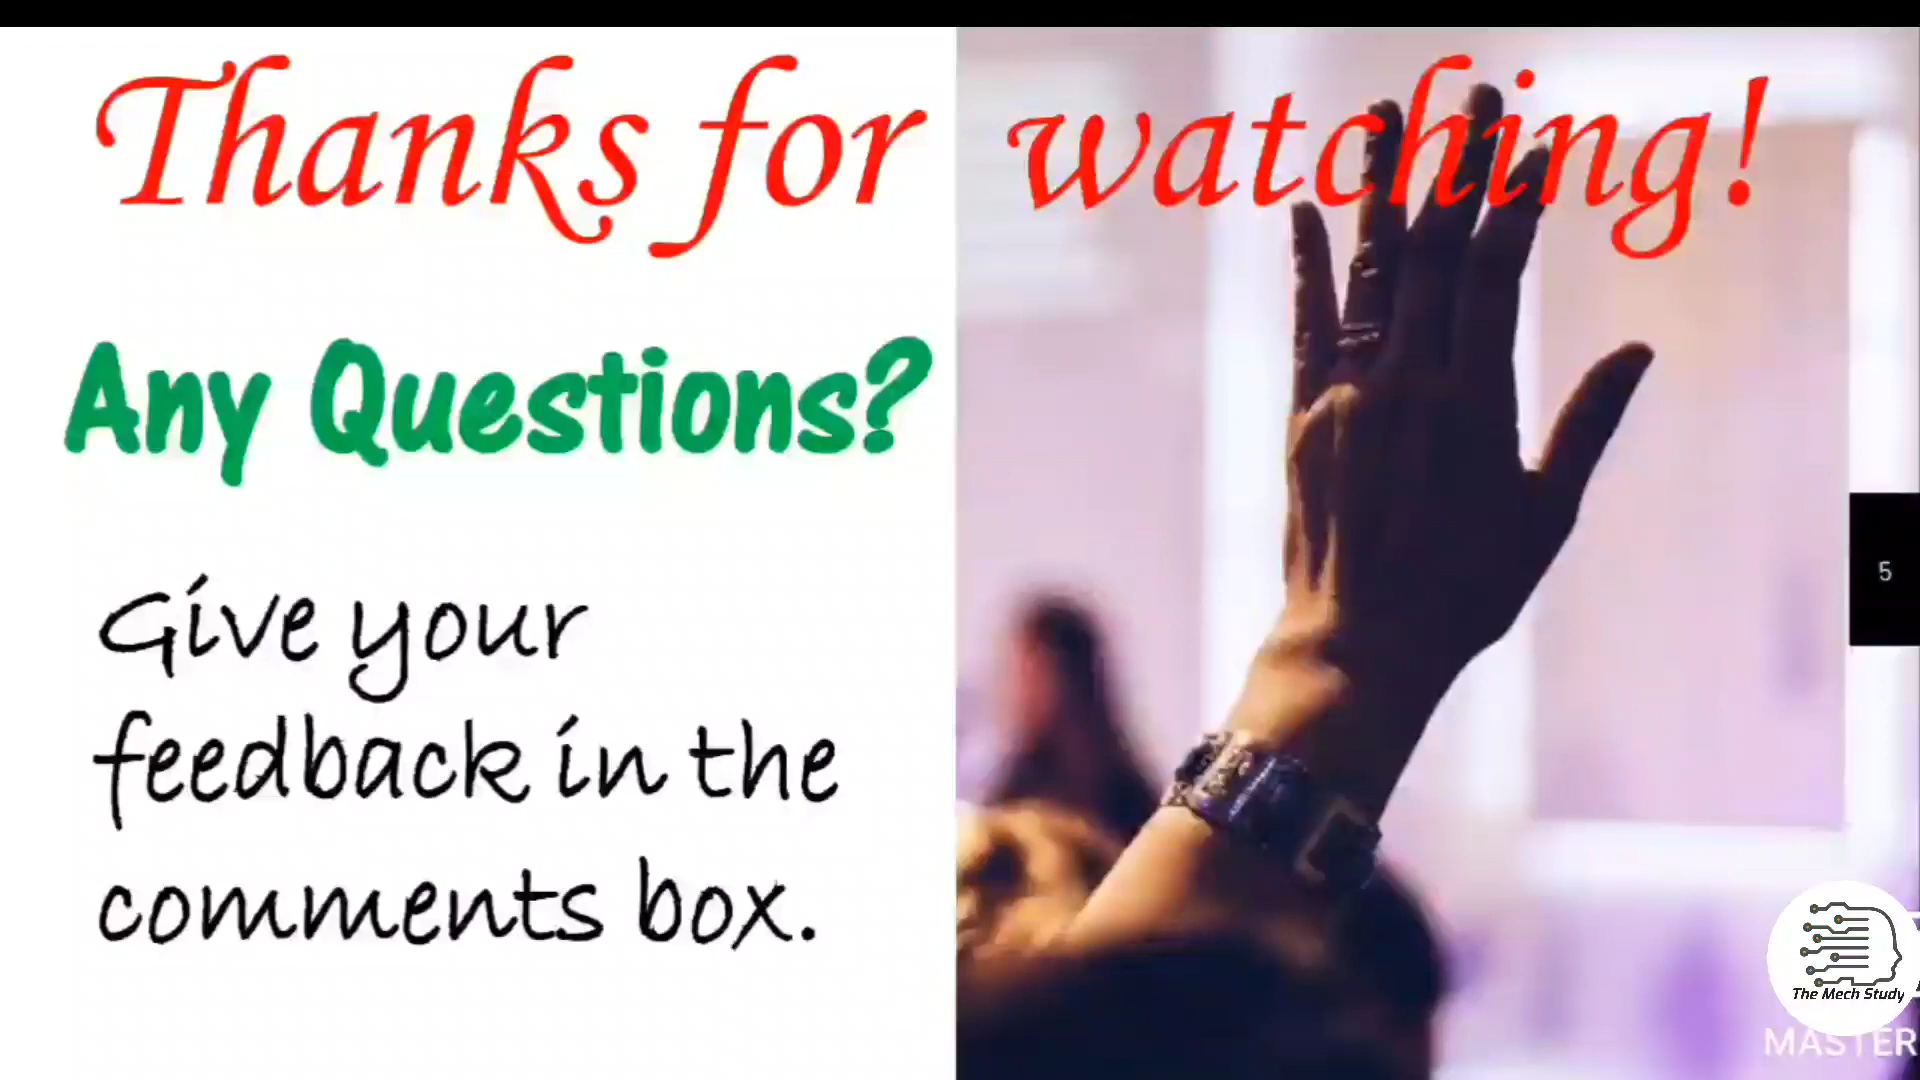 Thanks for watching!
Any Questions?
Give your
feedback in the
comments box.
5
The Mech Study
MASTER